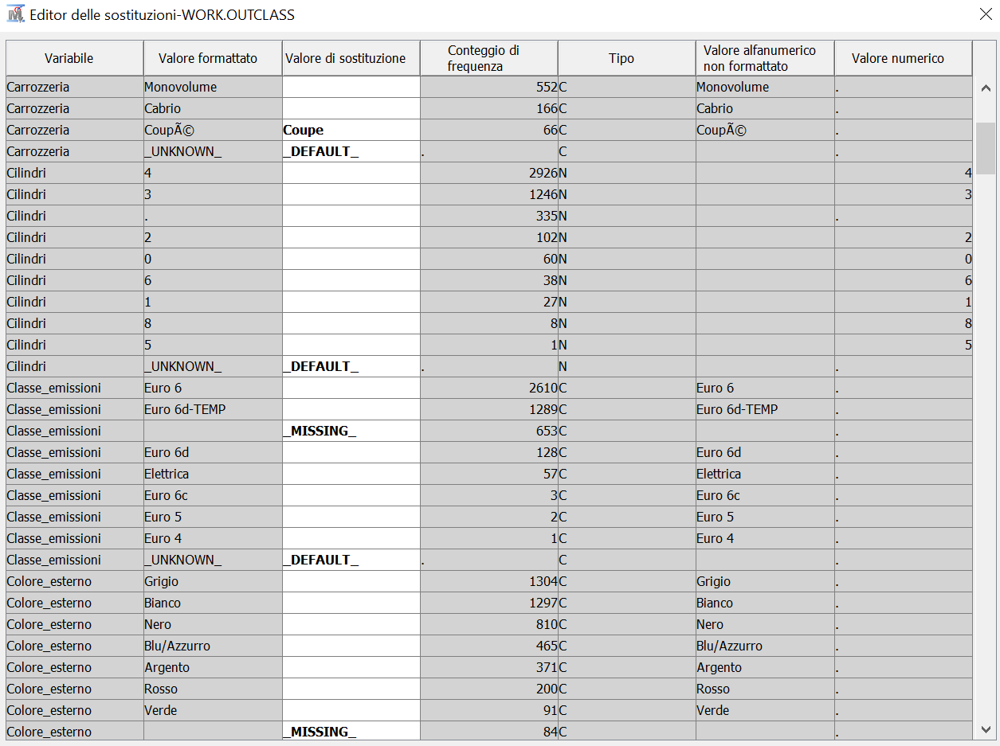 Editor delle sostituzioni-WORK.OUTCLASS
Variabile Valore formattato Valore di sostituzione Conteggio di frequenza Tipo Valore alfanumerico non formattato Valore numerico
Carrozzeria Monovolume 552 C Monovolume .
Carrozzeria Cabrio 166 C Cabrio .
Carrozzeria CoupÃ© Coupe 66 C CoupÃ© .
Carrozzeria _UNKNOWN_ _DEFAULT_ . C .
Cilindri 4 2926 N 4
Cilindri 3 1246 N 3
Cilindri . 335 N .
Cilindri 2 102 N 2
Cilindri 0 60 N 0
Cilindri 6 38 N 6
Cilindri 1 27 N 1
Cilindri 8 8 N 8
Cilindri 5 1 N 5
Cilindri _UNKNOWN_ _DEFAULT_ . N .
Classe_emissioni Euro 6 2610 C Euro 6 .
Classe_emissioni Euro 6d-TEMP 1289 C Euro 6d-TEMP .
Classe_emissioni _MISSING_ 653 C .
Classe_emissioni Euro 6d 128 C Euro 6d .
Classe_emissioni Elettrica 57 C Elettrica .
Classe_emissioni Euro 6c 3 C Euro 6c .
Classe_emissioni Euro 5 2 C Euro 5 .
Classe_emissioni Euro 4 1 C Euro 4 .
Classe_emissioni _UNKNOWN_ _DEFAULT_ . C .
Colore_esterno Grigio 1304 C Grigio .
Colore_esterno Bianco 1297 C Bianco .
Colore_esterno Nero 810 C Nero .
Colore_esterno Blu/Azzurro 465 C Blu/Azzurro .
Colore_esterno Argento 371 C Argento .
Colore_esterno Rosso 200 C Rosso .
Colore_esterno Verde 91 C Verde .
Colore_esterno _MISSING_ 84 C .